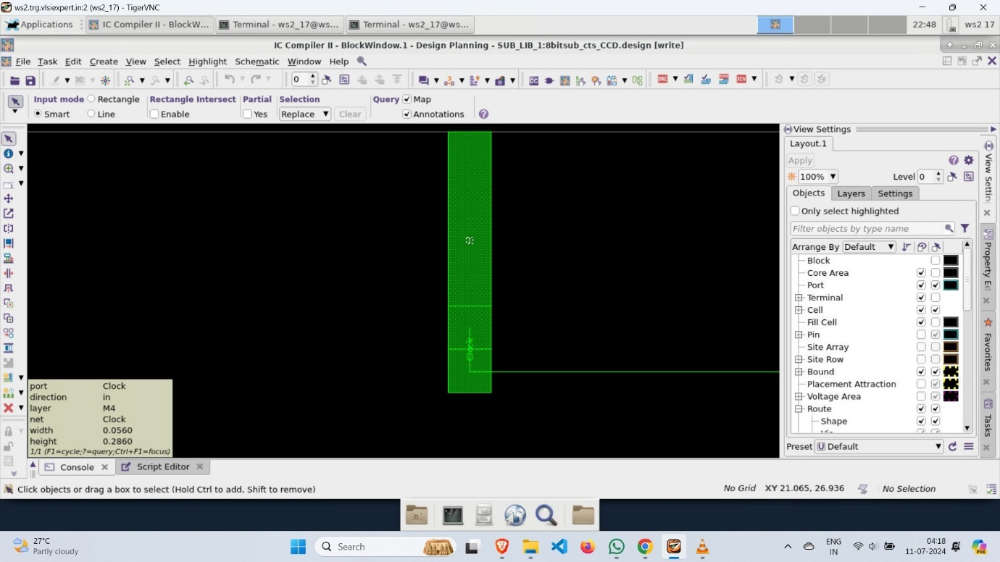 ws2.trg.vlsiexpert.in:2 (ws2_17) - TigerVNC
Applications IC Compiler II - BlockW... Terminal - ws2_17@ws... Terminal - ws2_17@ws... 22:48 ws2 17
IC Compiler II - BlockWindow.1 - Design Planning - SUB_LIB_1:8bitsub_cts_CCD.design [write]
File Task Edit Create View Select Highlight Schematic Window Help
0 DRC ICV
Input mode Rectangle Rectangle Intersect Partial Selection Query Map
Smart Line Enable Yes Replace Clear Annotations
View Settings
Layout.1
Apply
100% Level 0
Objects Layers Settings
Only select highlighted
Filter objects by type name
Arrange By Default
Block
Core Area
Port
Terminal
Cell
Fill Cell
Pin
Site Array
Site Row
Bound
Placement Attraction
Voltage Area
Route
Shape
Preset U Default
Property Ed
Favorites
Tasks
Clock
port Clock
direction in
layer M4
net Clock
width 0.0560
height 0.2860
1/1 (F1=cycle;?=query;Ctrl+F1=focus)
Console Script Editor
Click objects or drag a box to select (Hold Ctrl to add, Shift to remove) No Grid XY 21.065, 26.936 No Selection
27°C
Partly cloudy
Search
ENG
IN
04:18
11-07-2024
PRE